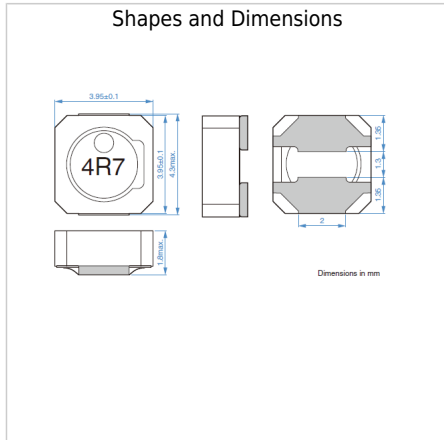 Shapes and Dimensions
3.95±0.1
4R7
3.95±0.1
4.3max.
1.35
1.3
1.35
2
1.8max.
Dimensions in mm